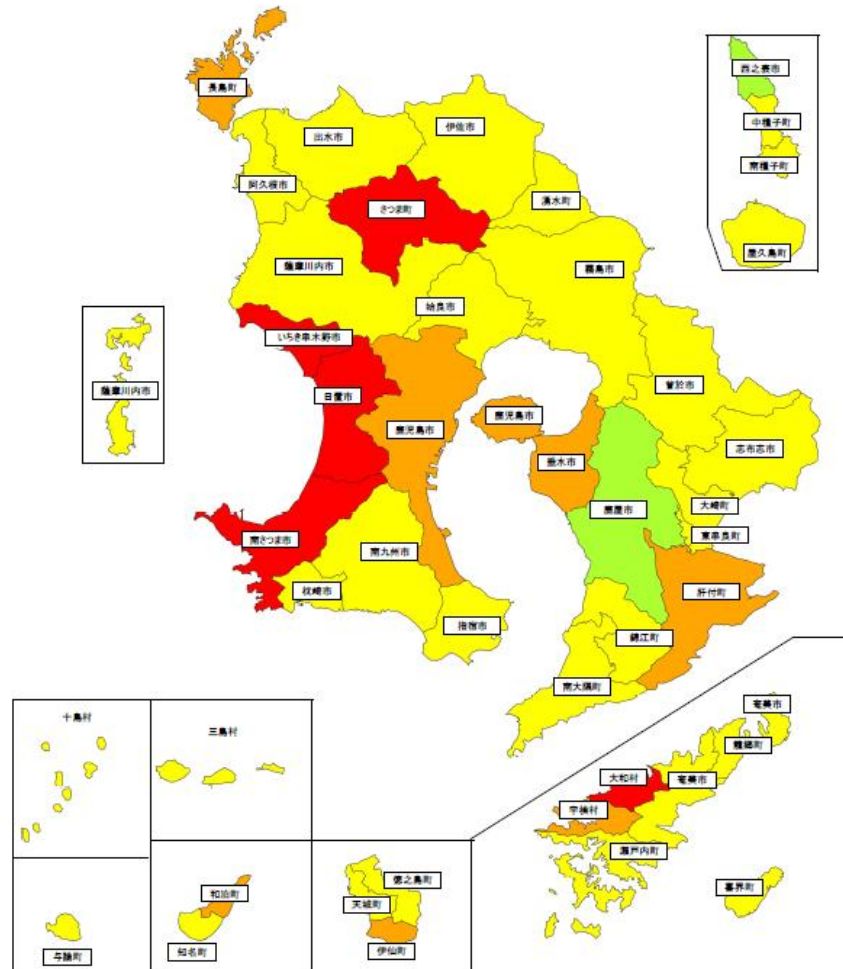 長島町
西之表市
中種子町
南種子町
屋久島町
出水市
伊佐市
阿久根市
さつま町
湧水町
薩摩川内市
霧島市
姶良市
いちき串木野市
薩摩川内市
日置市
曽於市
鹿児島市
鹿児島市
垂水市
志布志市
鹿屋市
大崎町
東串良町
南さつま市
南九州市
枕崎市
肝付町
指宿市
錦江町
南大隅町
十島村
三島村
奄美市
龍郷町
大和村
奄美市
宇検村
瀬戸内町
喜界町
和泊町
徳之島町
天城町
与論町
知名町
伊仙町